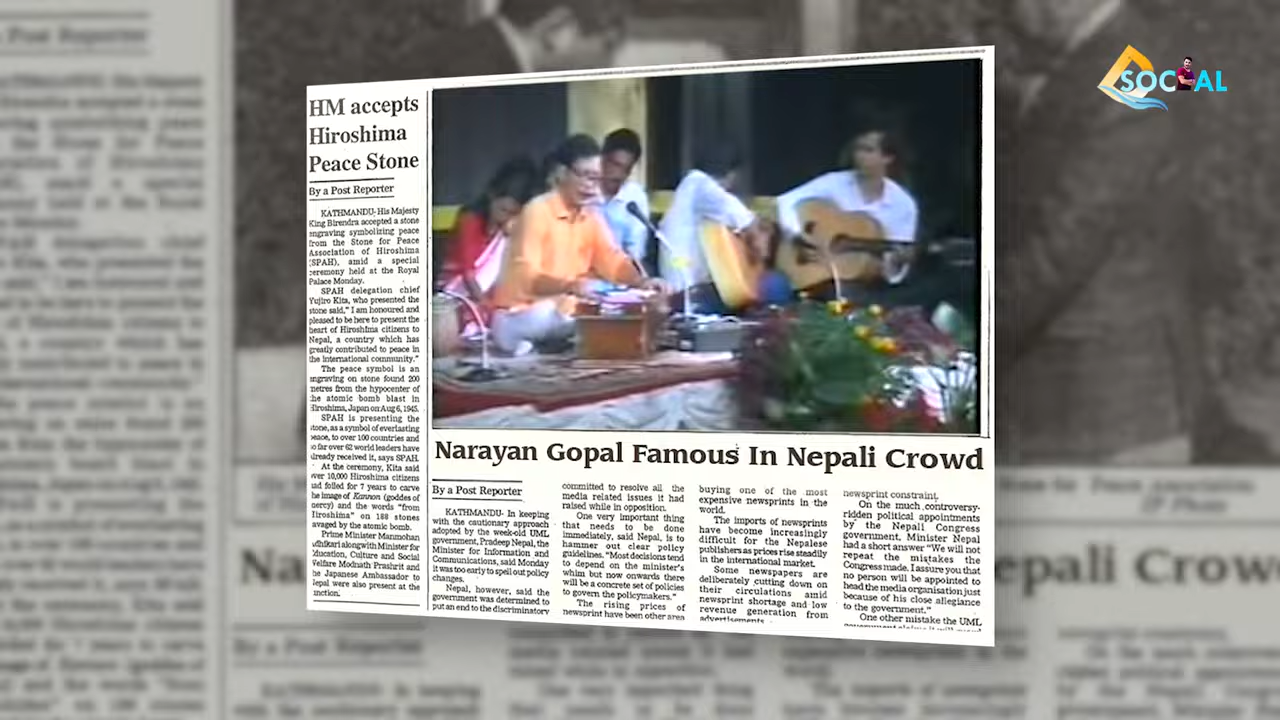 SOCIAL
HM accepts
Hiroshima
Peace Stone
By a Post Reporter
KATHMANDU- His Majesty
King Birendra accepted a stone
engraving symbolizing peace
from the Stone for Peace
Association of Hiroshima
(SPAH), amid a special
ceremony held at the Royal
Palace Monday.
SPAH delegation chief
Yujiro Kita, who presented the
stone said," I am honoured and
pleased to be here to present the
heart of Hiroshima citizens to
Nepal, a country which has
greatly contributed to peace in
the international community."
The peace symbol is an
engraving on stone found 200
metres from the hypocenter of
the atomic bomb blast in
Hiroshima, Japan on Aug 6, 1945.
SPAH is presenting the
stone, as a symbol of everlasting
peace, to over 100 countries and
so far over 62 world leaders have
already received it, says SPAH.
At the ceremony, Kita said
over 10,000 Hiroshima citizens
had folled for 7 years to carve
the image of Kannon (goddes of
mercy) and the words "from
Hiroshima" on 188 stones
ravaged by the atomic bomb.
Prime Minister Manmohan
Adhikari alongwith Minister for
Education, Culture and Social
Welfare Modnath Prashrit and
the Japanese Ambassador to
Nepal were also present at the
function.
Narayan Gopal Famous In Nepali Crowd
By a Post Reporter
KATHMANDU- In keeping
with the cautionary approach
adopted by the week-old UML
government, Pradeep Nepal, the
Minister for Information and
Communications, said Monday
it was too early to spell out policy
changes.
Nepal, however, said the
government was determined to
put an end to the discriminatory
committed to resolve all the
media related issues it had
raised while in opposition.
One very important thing
that needs to be done
immediately, said Nepal, is to
hammer out clear policy
guidelines. "Most decisions tend
to depend on the minister's
whim but now onwards there
will be a concrete set of policies
to govern the policymakers."
The rising prices of
newsprint have been other area
buying one of the most
expensive newsprints in the
world.
The imports of newsprints
have become increasingly
difficult for the Nepalese
publishers as prices rise steadily
in the international market.
Some newspapers are
deliberately cutting down on
their circulations amid
newsprint shortage and low
revenue generation from
advertisements.
newsprint constraint.
On the much controversy-
ridden political appointments
by the Nepali Congress
government, Minister Nepal
had a short answer "We will not
repeat the mistakes the
Congress made. I assure you that
no person will be appointed to
head the media organisation just
because of his close allegiance
to the government."
One other mistake the UML